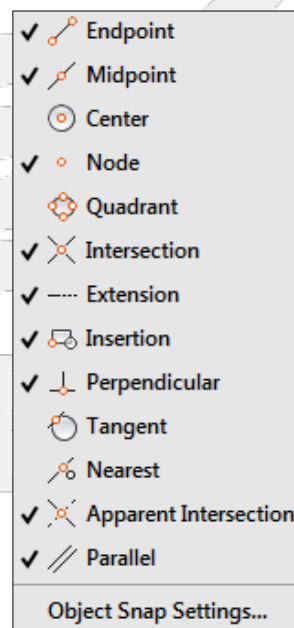 Endpoint
Midpoint
Center
Node
Quadrant
Intersection
Extension
Insertion
Perpendicular
Tangent
Nearest
Apparent Intersection
Parallel
Object Snap Settings...